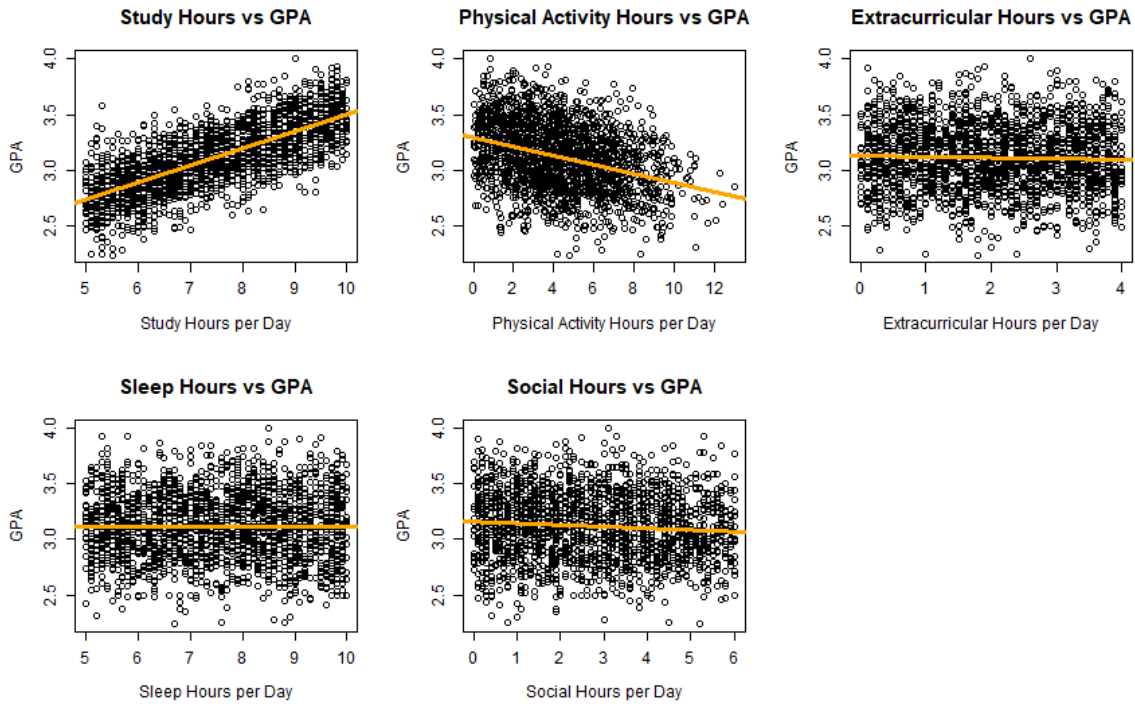 Study Hours vs GPA
GPA
4.0
3.5
3.0
2.5
5 6 7 8 9 10
Study Hours per Day
Physical Activity Hours vs GPA
GPA
4.0
3.5
3.0
2.5
0 2 4 6 8 10 12
Physical Activity Hours per Day
Extracurricular Hours vs GPA
GPA
4.0
3.5
3.0
2.5
0 1 2 3 4
Extracurricular Hours per Day
Sleep Hours vs GPA
GPA
4.0
3.5
3.0
2.5
5 6 7 8 9 10
Sleep Hours per Day
Social Hours vs GPA
GPA
4.0
3.5
3.0
2.5
0 1 2 3 4 5 6
Social Hours per Day